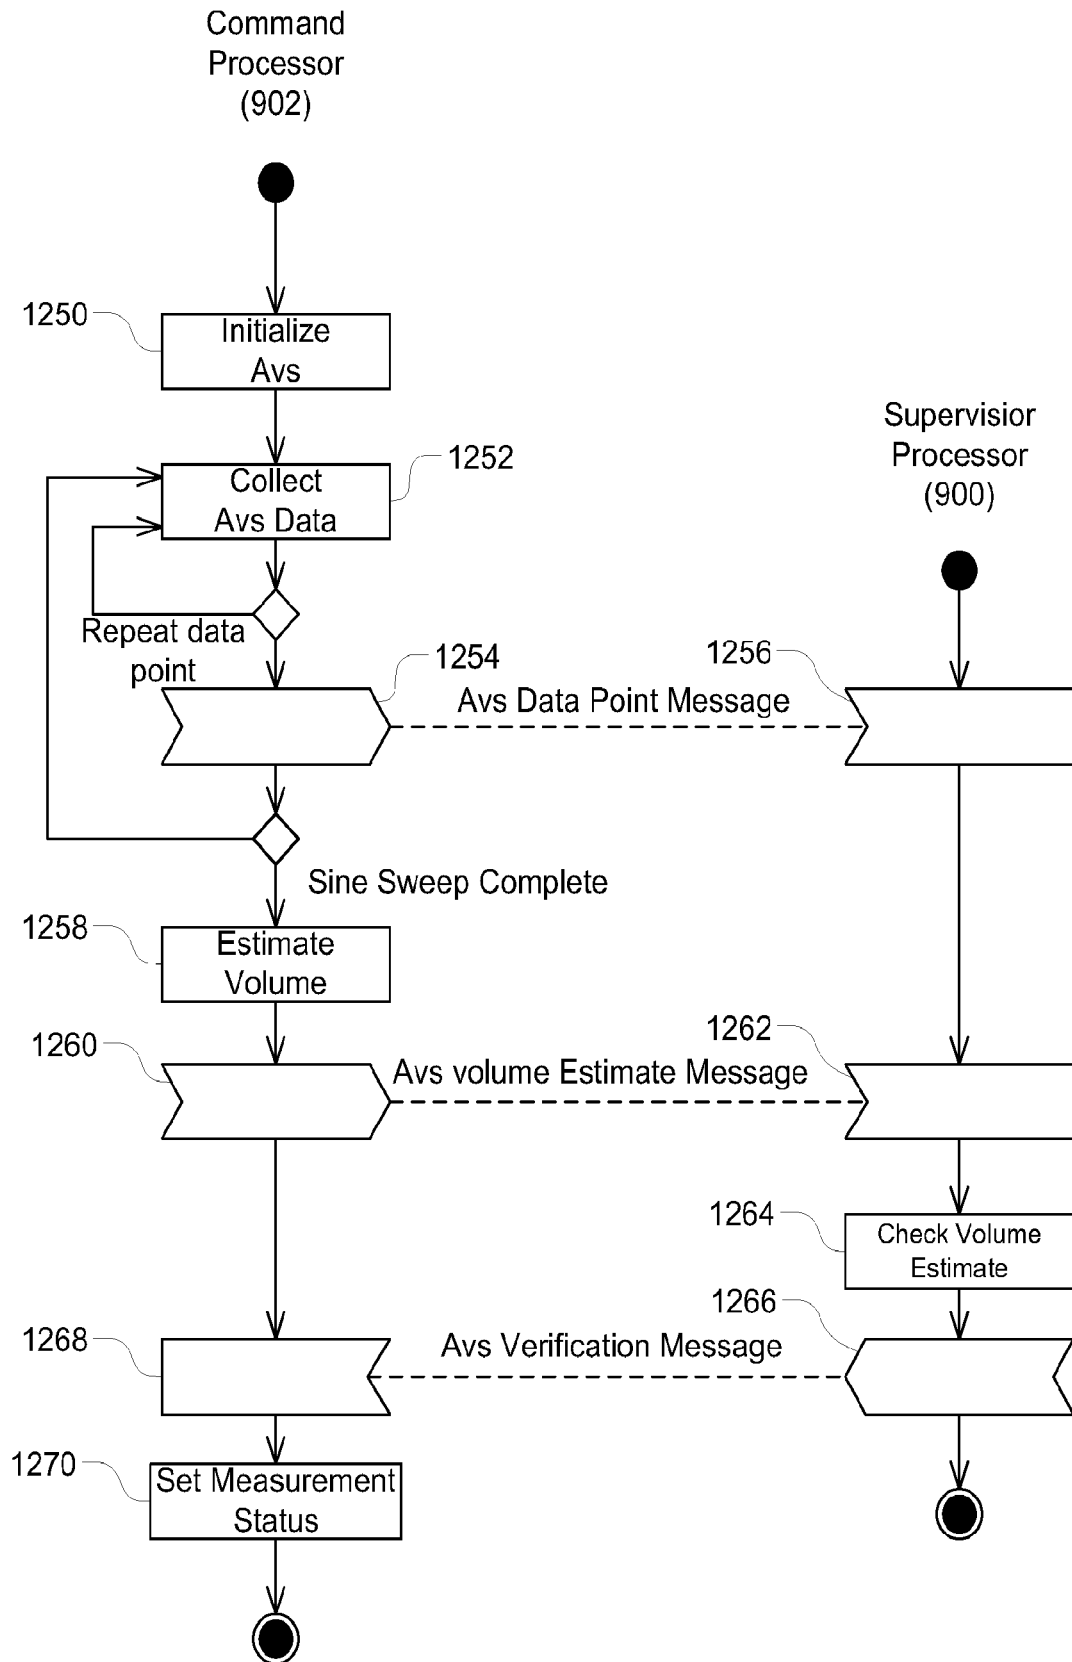 Command
Processor
(902)
1250
Initialize
Avs
Supervisior
Processor
(900)
1252
Collect
Avs Data
Repeat data
point
1254
1256
Avs Data Point Message
Sine Sweep Complete
1258
Estimate
Volume
1260
1262
Avs volume Estimate Message
1264
Check Volume
Estimate
1266
1268
Avs Verification Message
1270
Set Measurement
Status